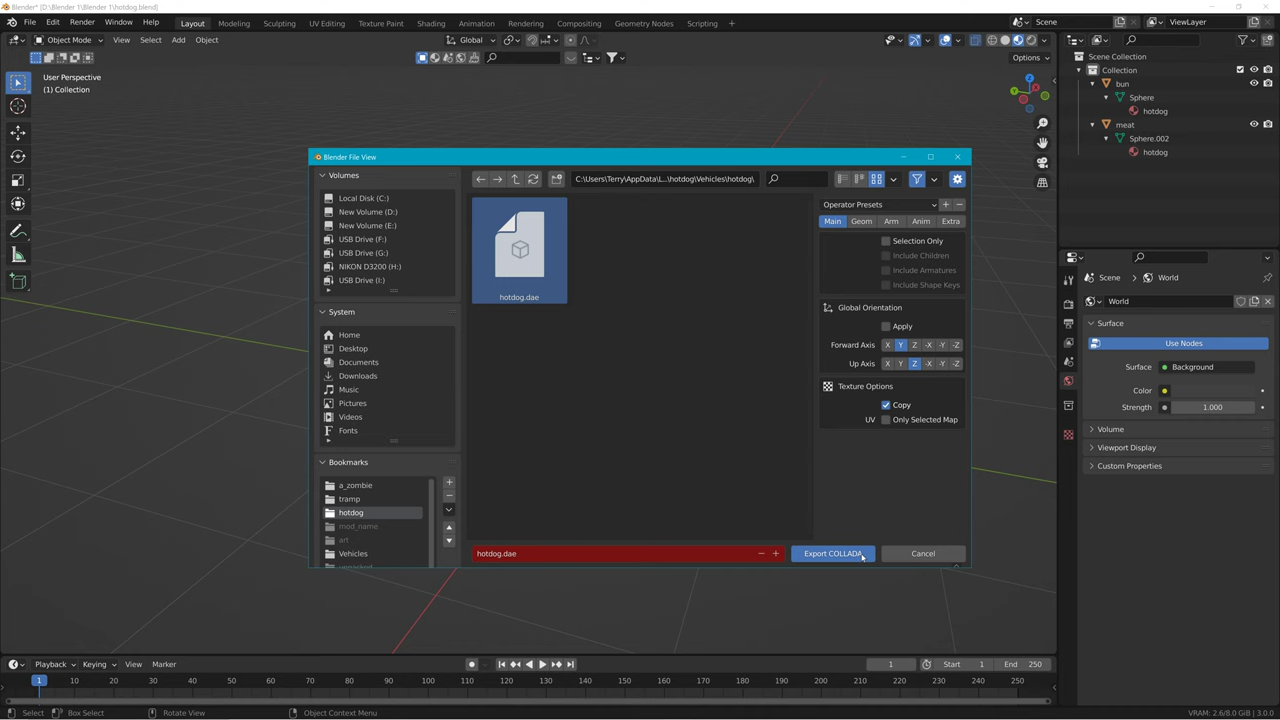 Blender* [D:\Blender 1\Blender 1\hotdog.blend]
File Edit Render Window Help Layout Modeling Sculpting UV Editing Texture Paint Shading Animation Rendering Compositing Geometry Nodes Scripting + Scene ViewLayer
Object Mode View Select Add Object Global
Options
User Perspective
(1) Collection
Scene Collection
Collection
bun
Sphere
hotdog
meat
Sphere.002
hotdog
Blender File View
Volumes
Local Disk (C:)
New Volume (D:)
New Volume (E:)
USB Drive (F:)
USB Drive (G:)
NIKON D3200 (H:)
USB Drive (I:)
System
Home
Desktop
Documents
Downloads
Music
Pictures
Videos
Fonts
Bookmarks
a_zombie
tramp
hotdog
mod_name
art
Vehicles
C:\Users\Terry\AppData\L...\hotdog\Vehicles\hotdog\
hotdog.dae
hotdog.dae
Operator Presets
Main Geom Arm Anim Extra
Selection Only
Include Children
Include Armatures
Include Shape Keys
Global Orientation
Apply
Forward Axis X Y Z -X -Y -Z
Up Axis X Y Z -X -Y -Z
Texture Options
Copy
UV Only Selected Map
Export COLLADA Cancel
Scene World
World
Surface
Use Nodes
Surface Background
Color
Strength 1.000
Volume
Viewport Display
Custom Properties
Playback Keying View Marker 1 Start 1 End 250
1 10 20 30 40 50 60 70 80 90 100 110 120 130 140 150 160 170 180 190 200 210 220 230 240 250
Select Box Select Rotate View Object Context Menu VRAM: 2.6/8.0 GiB | 3.0.0